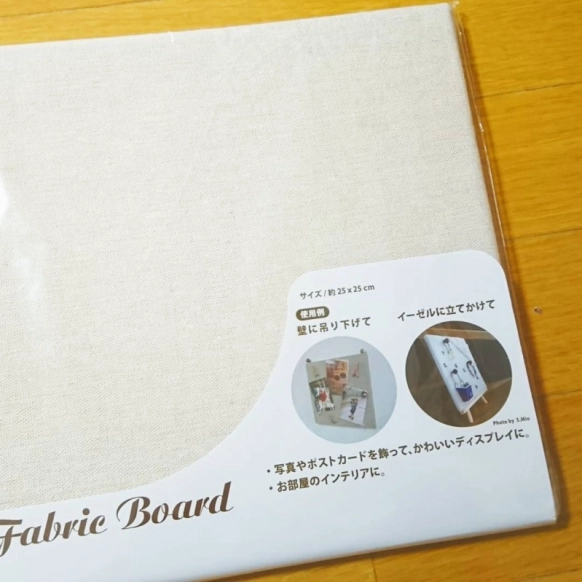 サイズ / 約 25 x 25 cm
使用例
壁に吊り下げて
イーゼルに立てかけて
Photo by S.Mio
・写真やポストカードを飾って、かわいいディスプレイに。
・お部屋のインテリアに。
Fabric Board